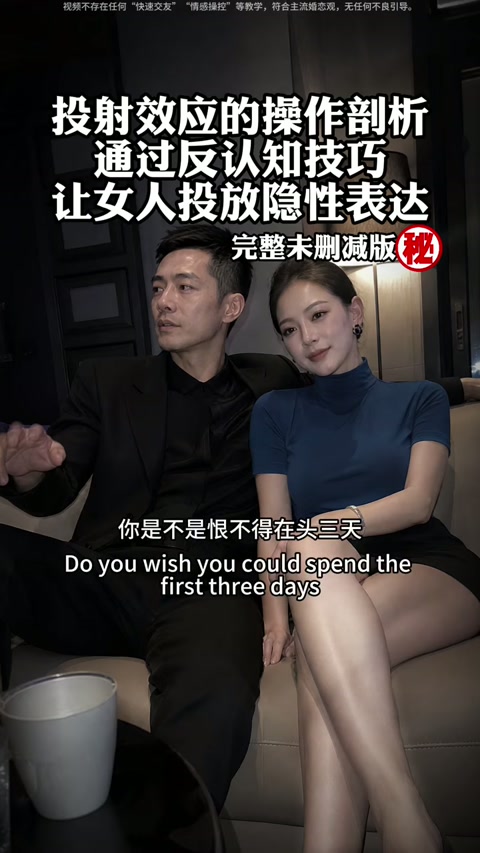 视频不存在任何“快速交友”“情感操控”等教学，符合主流婚恋观，无任何不良引导。
投射效应的操作剖析
通过反认知技巧
让女人投放隐性表达
完整未删减版
秘
你是不是恨不得在头三天
Do you wish you could spend the
first three days